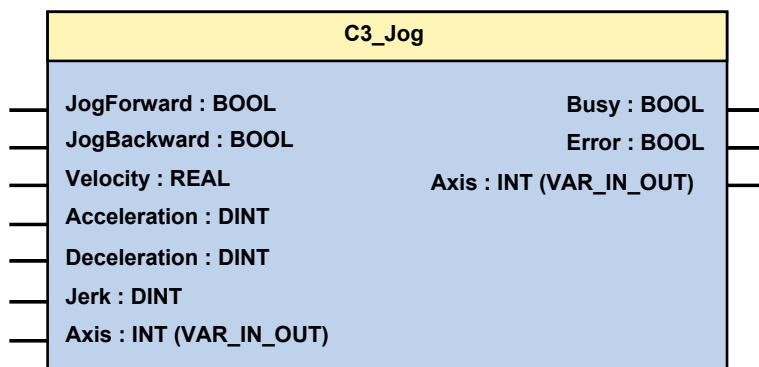 C3_Jog
JogForward : BOOL
Busy : BOOL
JogBackward : BOOL
Error : BOOL
Velocity : REAL
Axis : INT (VAR_IN_OUT)
Acceleration : DINT
Deceleration : DINT
Jerk : DINT
Axis : INT (VAR_IN_OUT)